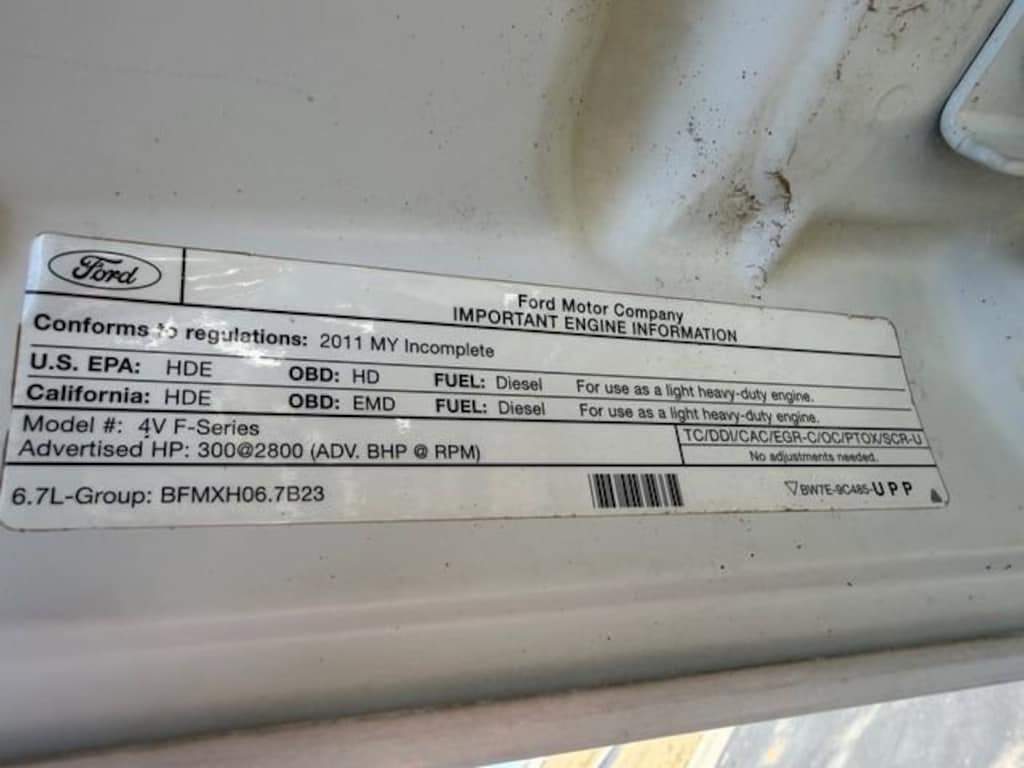 Ford
Ford Motor Company
IMPORTANT ENGINE INFORMATION
Conforms to regulations: 2011 MY Incomplete
U.S. EPA: HDE OBD: HD FUEL: Diesel For use as a light heavy-duty engine.
California: HDE OBD: EMD FUEL: Diesel For use as a light heavy-duty engine.
Model #: 4V F-Series
TC/DDI/CAC/EGR-C/OC/PTOX/SCR-U
Advertised HP: 300@2800 (ADV. BHP @ RPM)
No adjustments needed.
6.7L-Group: BFMXH06.7B23
BW7E-9C485-UPP